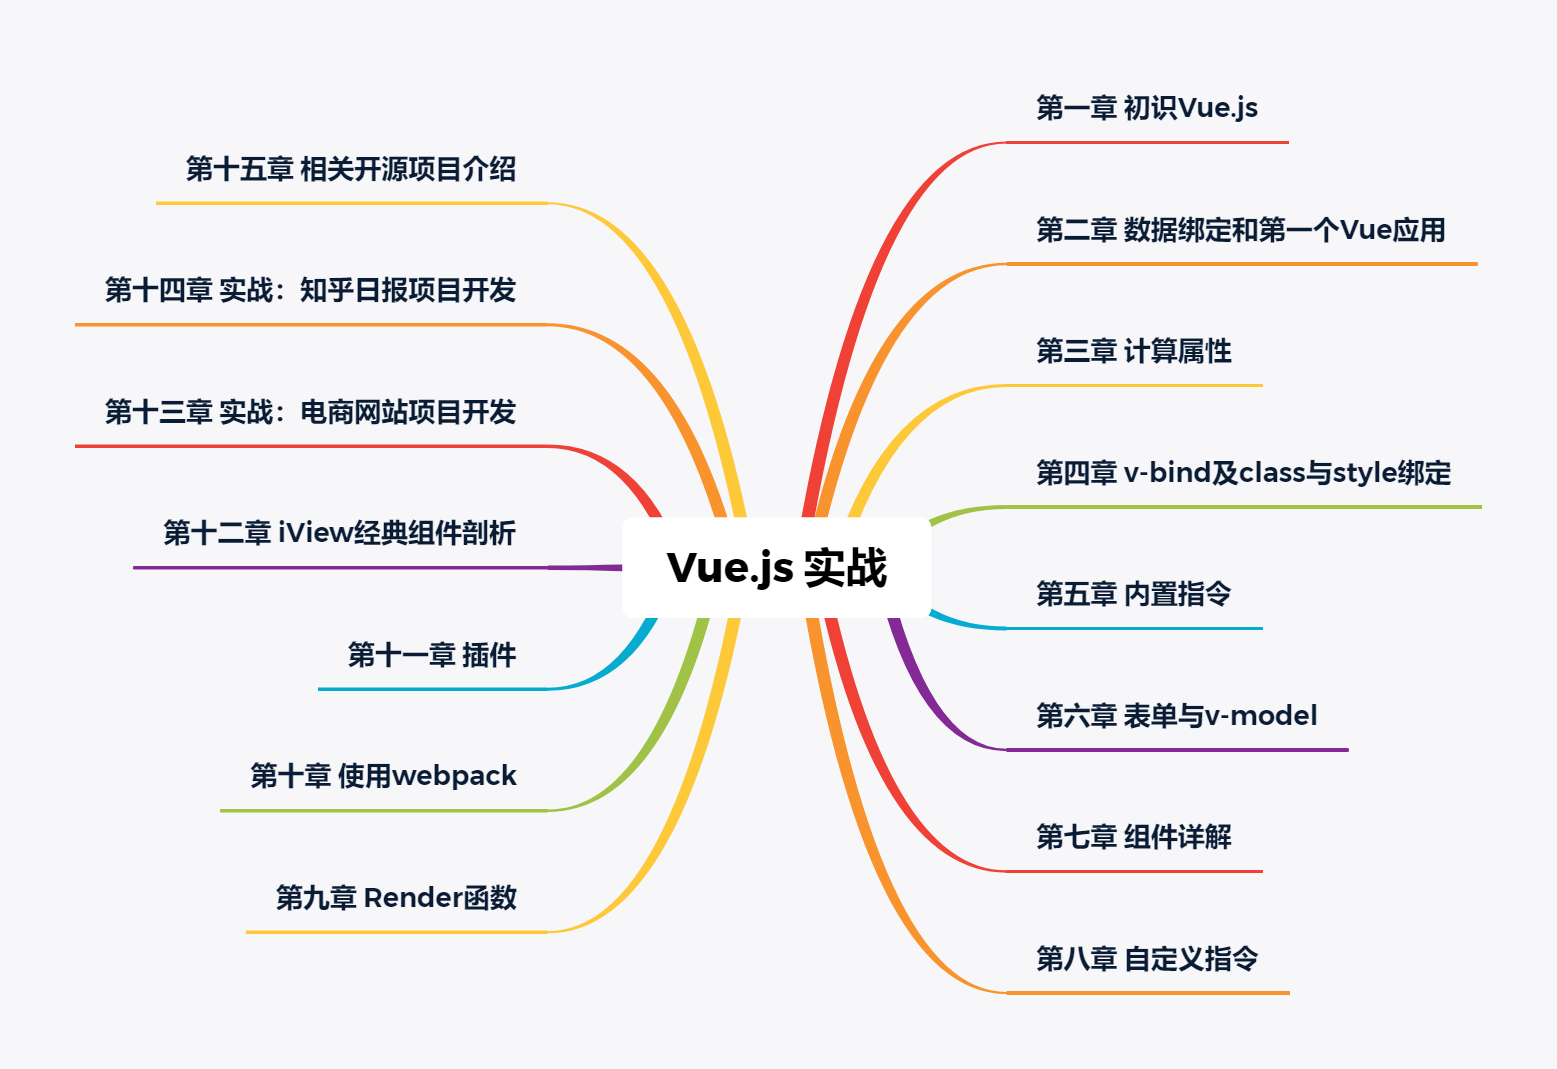 Vue.js 实战
第一章 初识Vue.js
第二章 数据绑定和第一个Vue应用
第三章 计算属性
第四章 v-bind及class与style绑定
第五章 内置指令
第六章 表单与v-model
第七章 组件详解
第八章 自定义指令
第九章 Render函数
第十章 使用webpack
第十一章 插件
第十二章 iView经典组件剖析
第十三章 实战：电商网站项目开发
第十四章 实战：知乎日报项目开发
第十五章 相关开源项目介绍